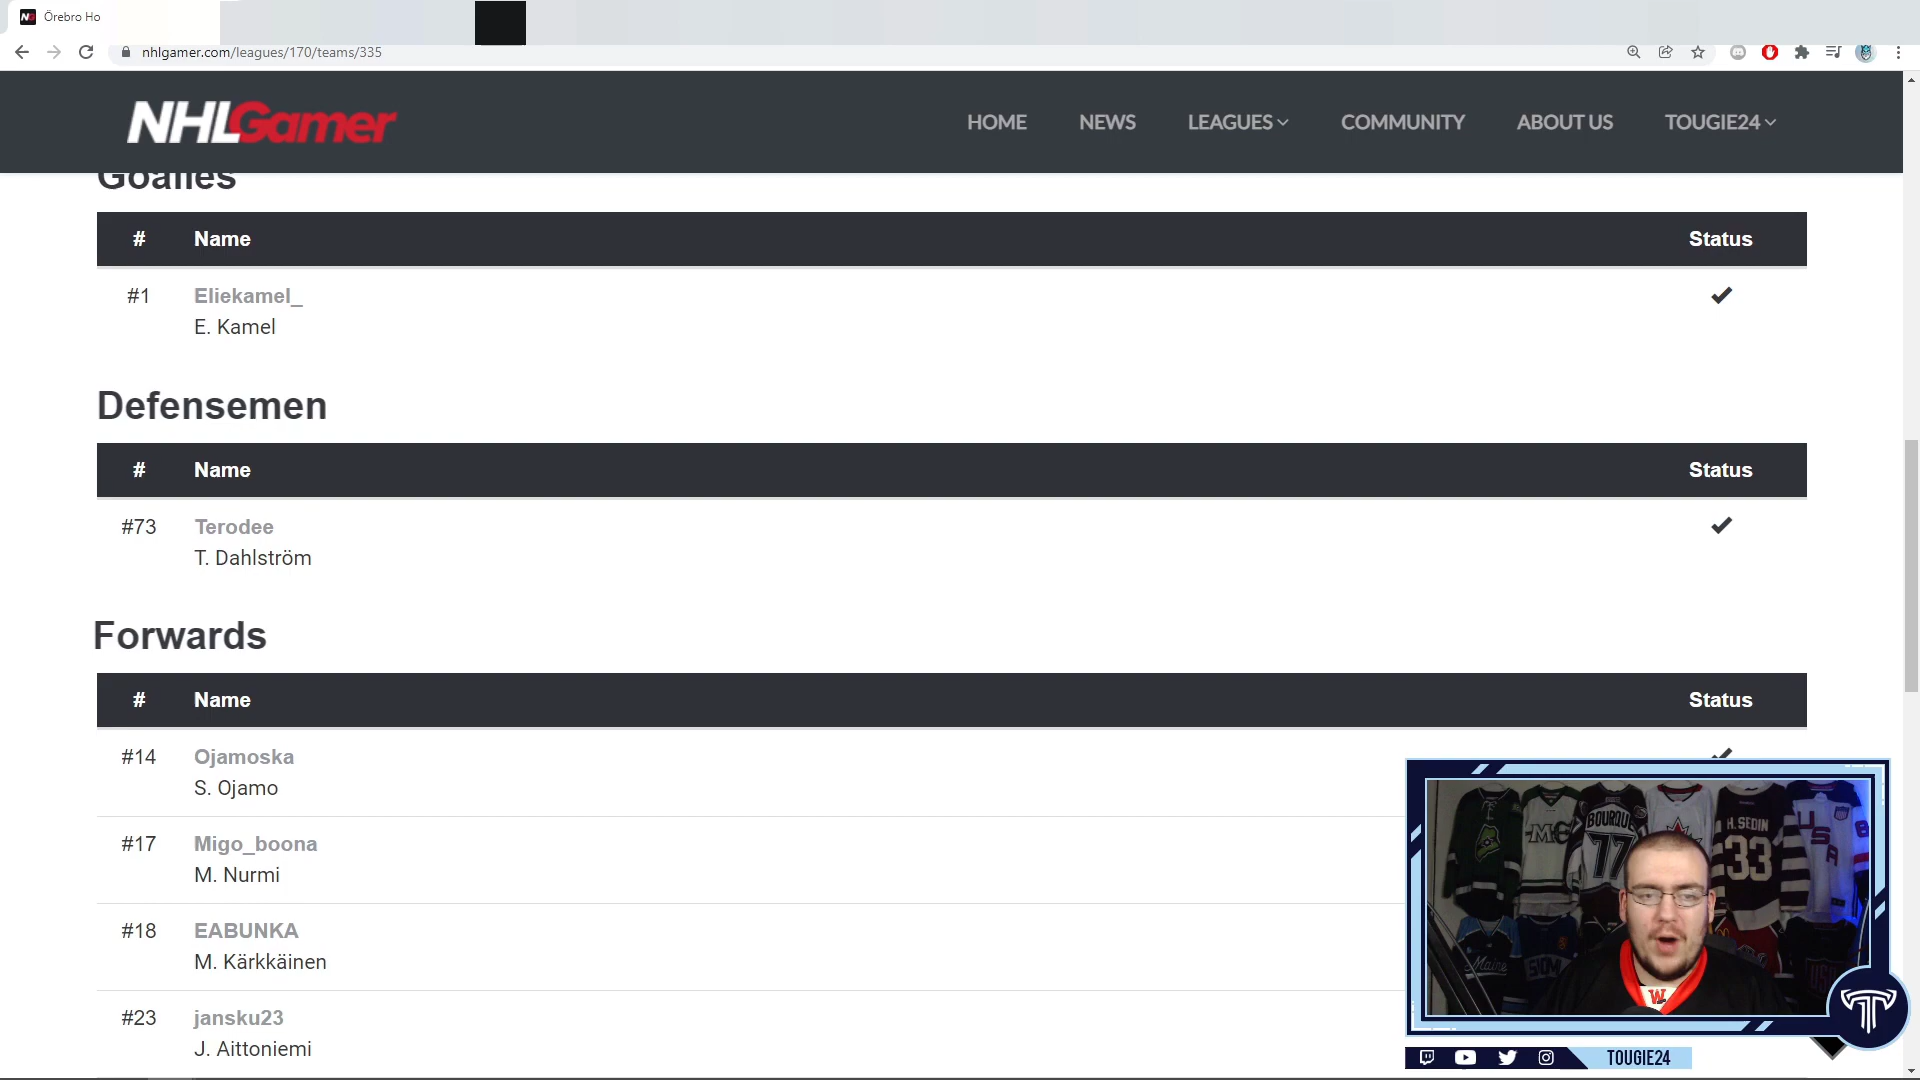 Örebro Ho
nhlgamer.com/leagues/170/teams/335
NHLGamer
HOME NEWS LEAGUES COMMUNITY ABOUT US TOUGIE24
Goalies
# Name Status
#1 Eliekamel_
E. Kamel
Defensemen
# Name Status
#73 Terodee
T. Dahlström
Forwards
# Name Status
#14 Ojamoska
S. Ojamo
#17 Migo_boona
M. Nurmi
#18 EABUNKA
M. Kärkkäinen
#23 jansku23
J. Aittoniemi
BOURQUE
77
H. SEDIN
33
USA
Maine
W
TOUGIE24